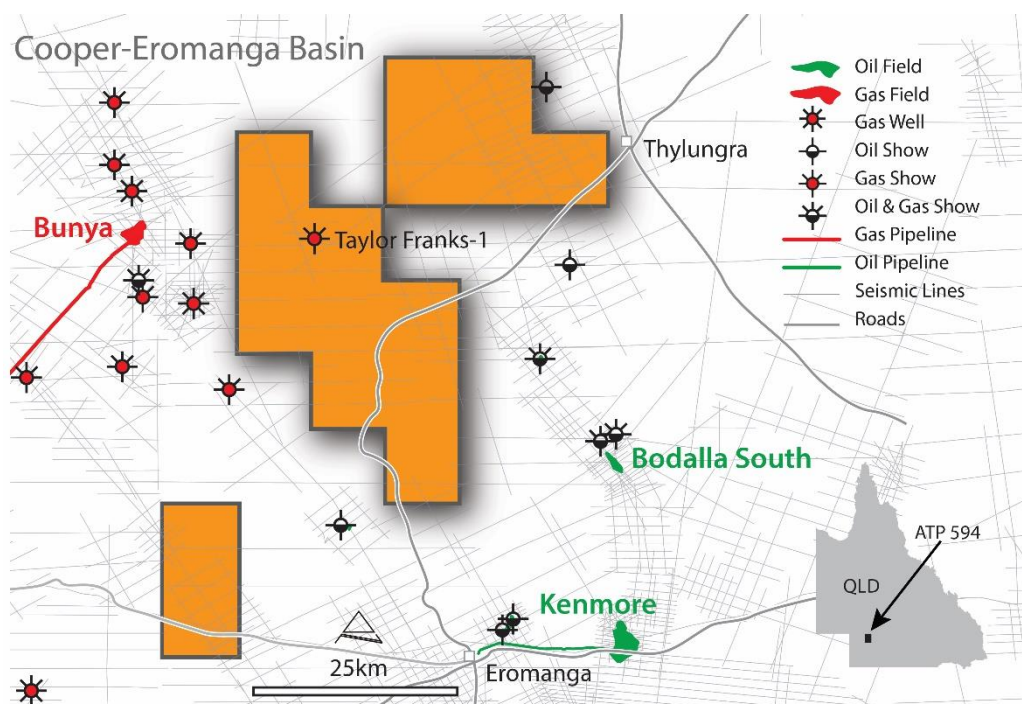 Cooper-Eromanga Basin
Oil Field
Gas Field
Gas Well
Oil Show
Gas Show
Oil & Gas Show
Gas Pipeline
Oil Pipeline
Seismic Lines
Roads
Thylungra
Bunya
Taylor Franks-1
Bodalla South
ATP 594
QLD
Kenmore
25km
Eromanga